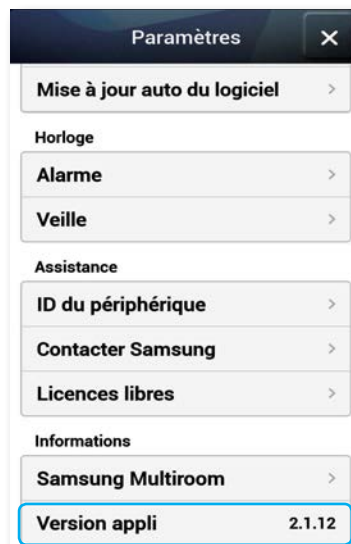 Paramètres
Mise à jour auto du logiciel
Horloge
Alarme
Veille
Assistance
ID du périphérique
Contacter Samsung
Licences libres
Informations
Samsung Multiroom
Version appli 2.1.12